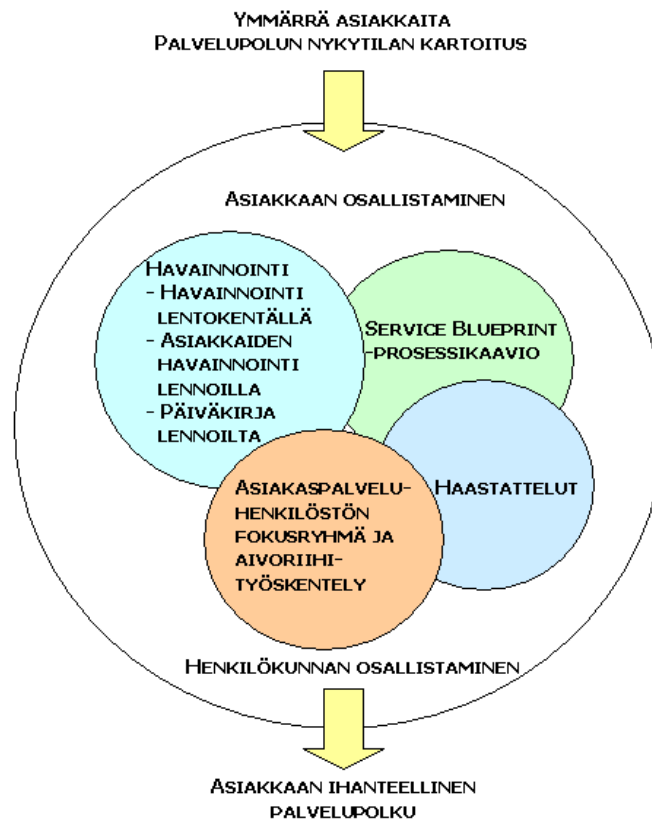 Ymmärrä asiakkaita
Palvelupolun nykytilan kartoitus
Asiakkaan osallistaminen
Havainnointi
- Havainnointi
lentokentällä
- Asiakkaiden
havainnointi
lennoilla
- Päiväkirja
lennoilta
Service Blueprint
-prosessikaavio
Haastattelut
Asiakaspalvelu-
henkilöstön
fokusryhmä ja
aivoriihi-
työskentely
Henkilökunnan osallistaminen
Asiakkaan ihanteellinen
palvelupolku